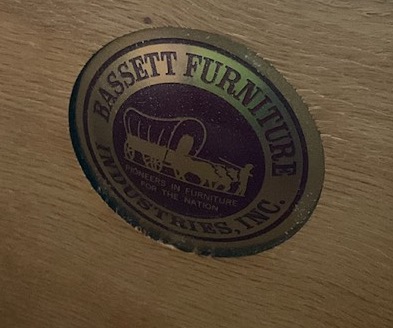 BASSETT FURNITURE
PIONEERS IN FURNITURE
FOR THE NATION
INDUSTRIES, INC.